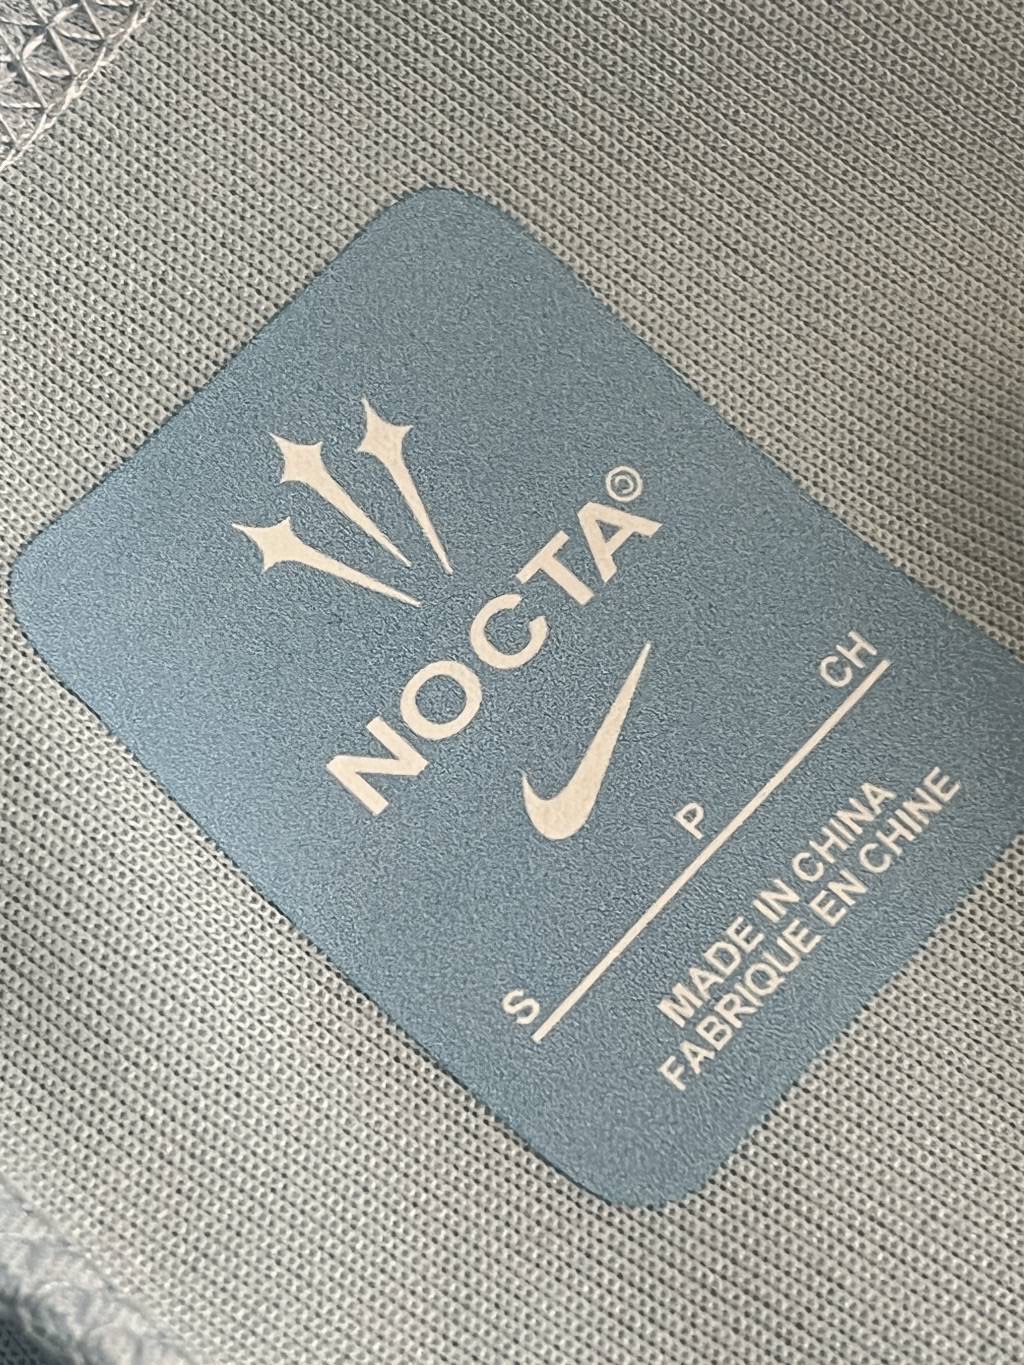 NOCTA©
S P CH
MADE IN CHINA
FABRIQUE EN CHINE